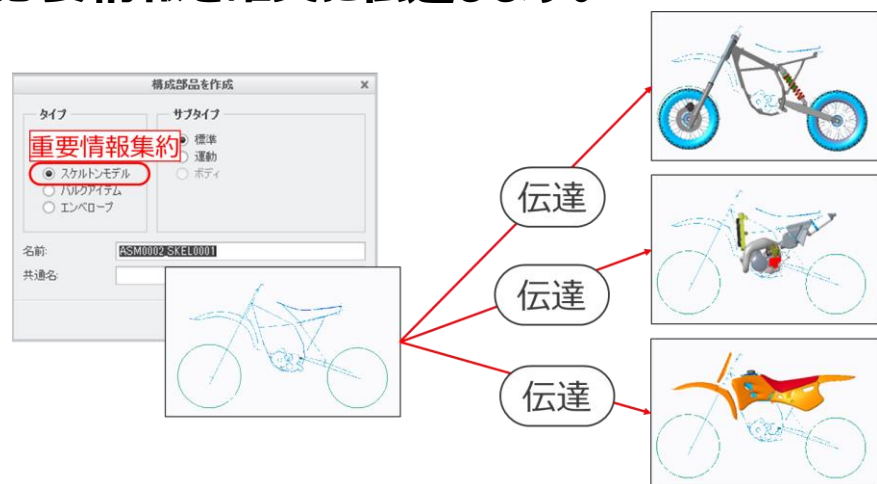 構成部品を作成
タイプ
サブタイプ
重要情報集約
標準
運動
スケルトンモデル
ボディ
バルクアイテム
エンベロープ
名前:
ASM0002_SKEL0001
共通名:
伝達
伝達
伝達